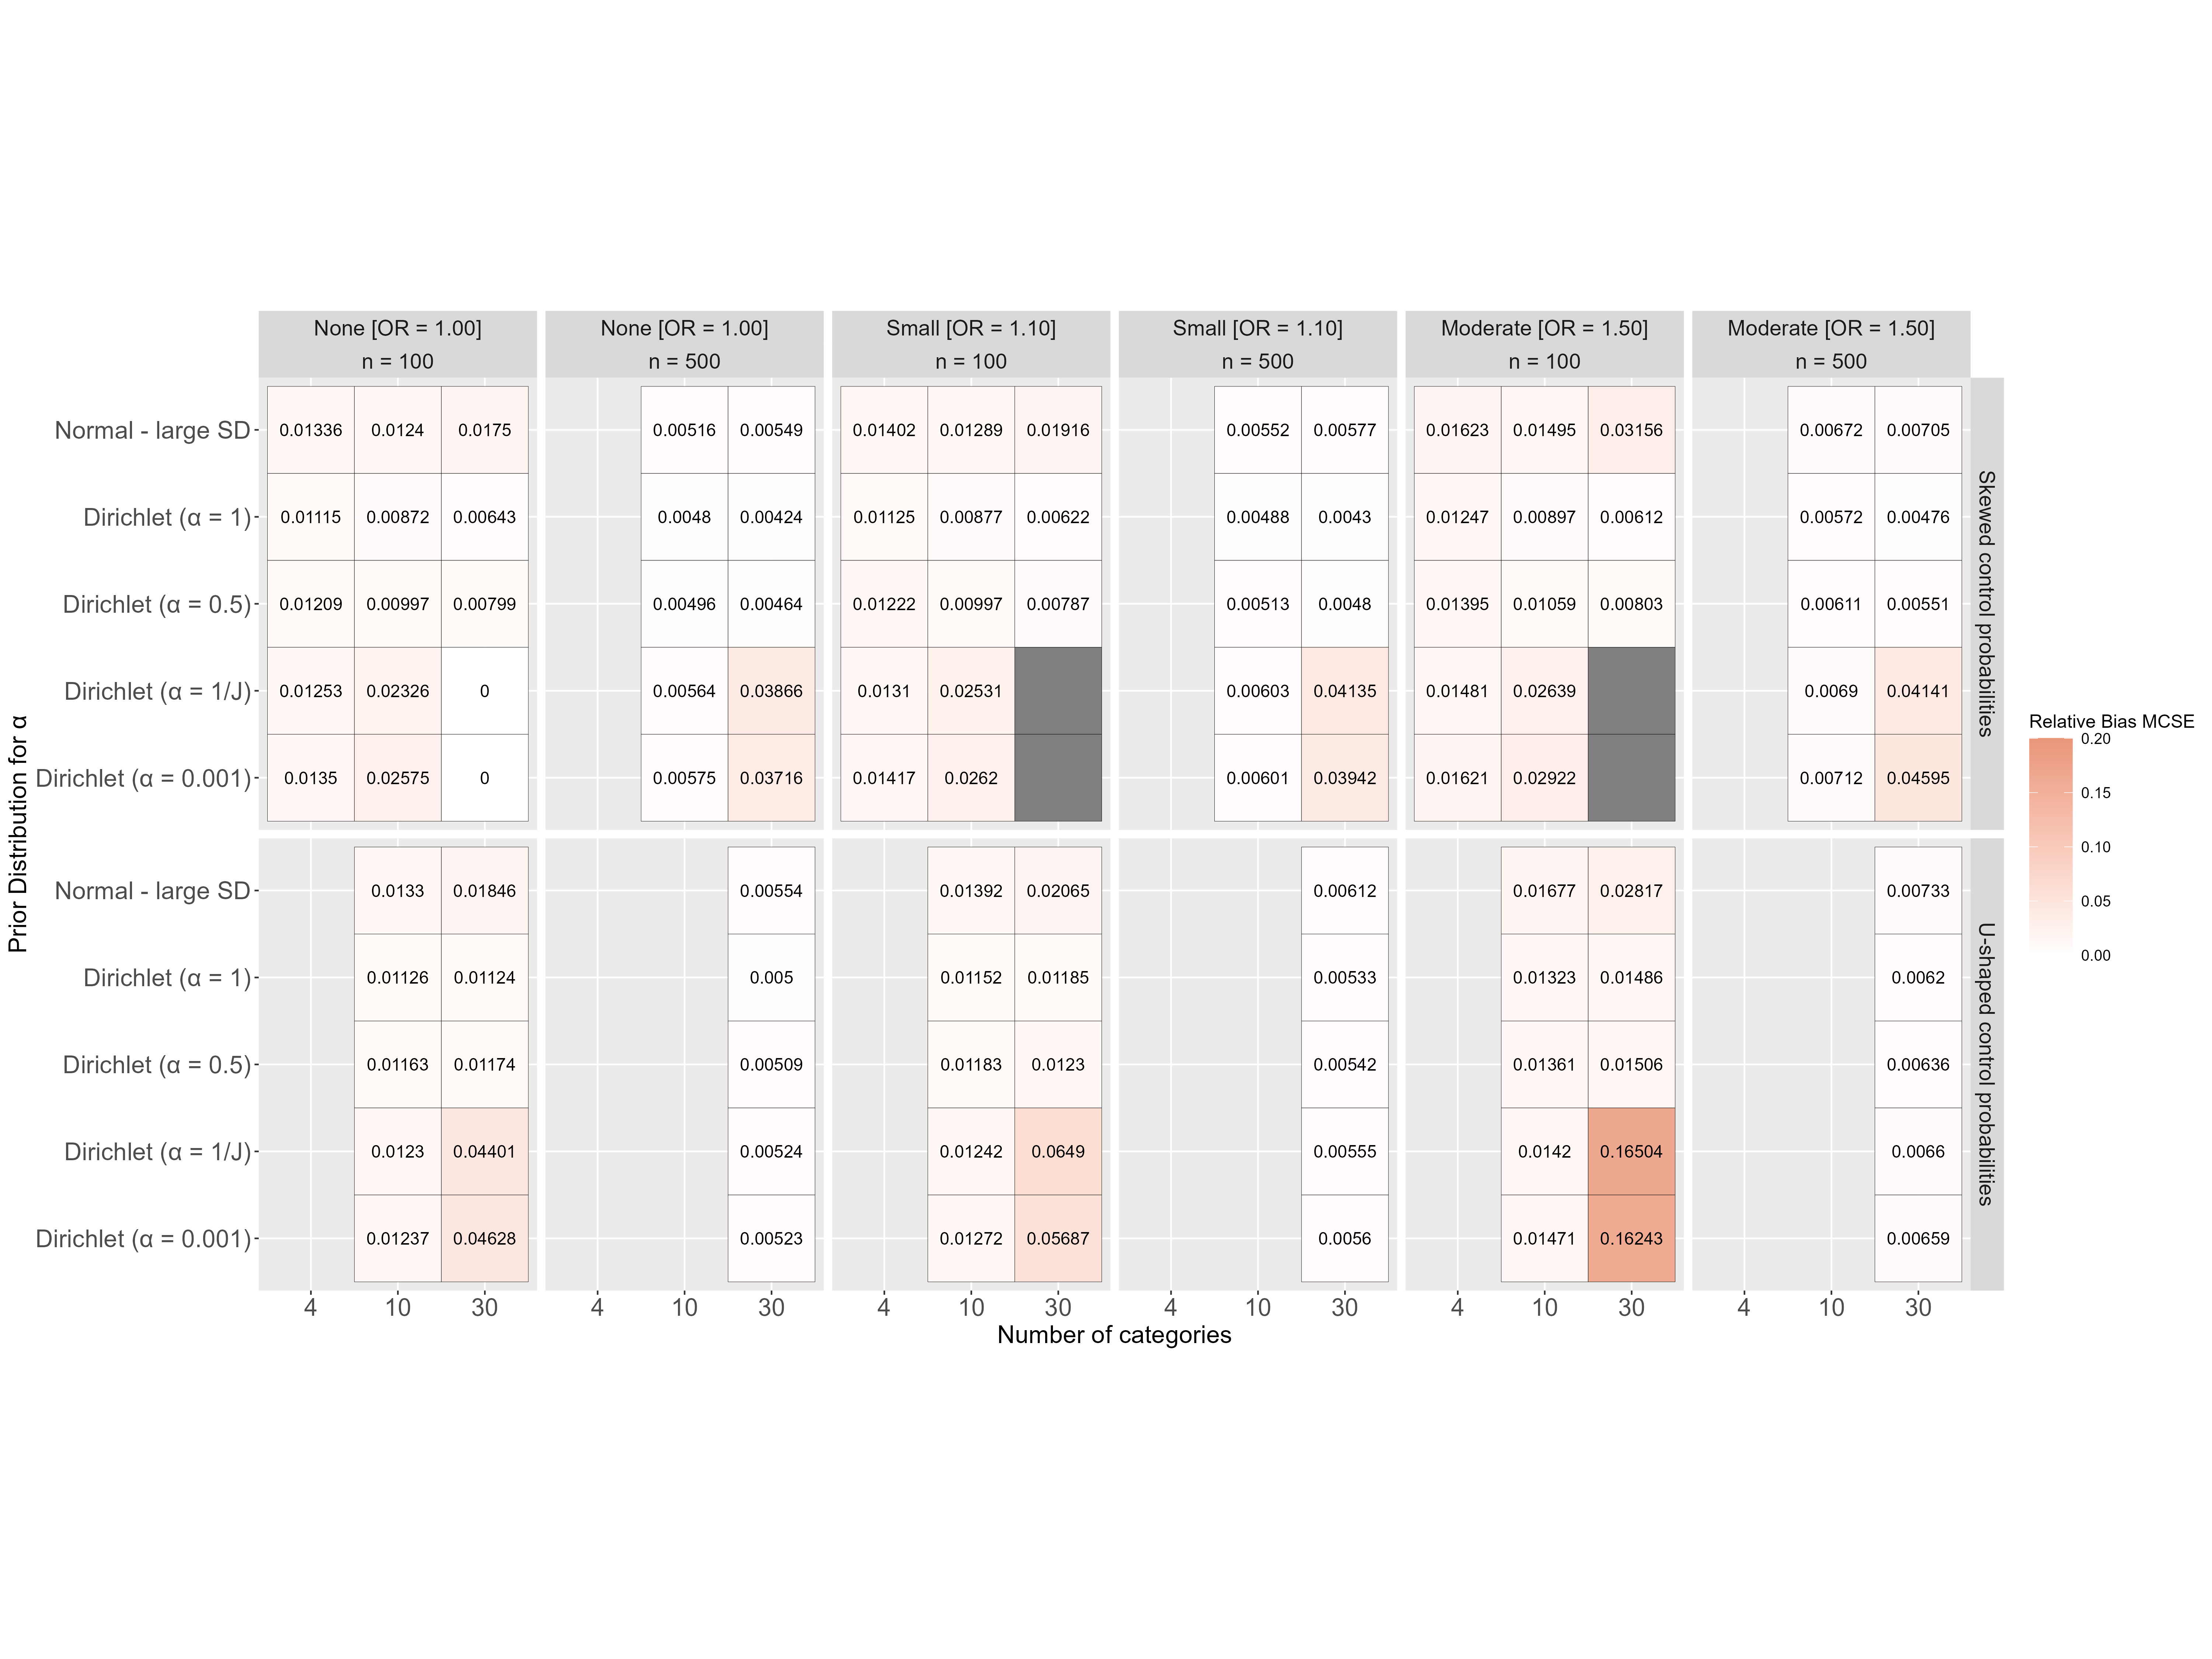 None [OR = 1.00] None [OR = 1.00] Small [OR = 1.10] Small [OR = 1.10] Moderate [OR = 1.50] Moderate [OR = 1.50]
n = 100 n = 500 n = 100 n = 500 n = 100 n = 500
Normal - large SD 0.01336 0.0124 0.0175 0.00516 0.00549 0.01402 0.01289 0.01916 0.00552 0.00577 0.01623 0.01495 0.03156 0.00672 0.00705
Dirichlet (α = 1) 0.01115 0.00872 0.00643 0.0048 0.00424 0.01125 0.00877 0.00622 0.00488 0.0043 0.01247 0.00897 0.00612 0.00572 0.00476
Dirichlet (α = 0.5) 0.01209 0.00997 0.00799 0.00496 0.00464 0.01222 0.00997 0.00787 0.00513 0.0048 0.01395 0.01059 0.00803 0.00611 0.00551
Dirichlet (α = 1/J) 0.01253 0.02326 0 0.00564 0.03866 0.0131 0.02531 0.00603 0.04135 0.01481 0.02639 0.0069 0.04141
Dirichlet (α = 0.001) 0.0135 0.02575 0 0.00575 0.03716 0.01417 0.0262 0.00601 0.03942 0.01621 0.02922 0.00712 0.04595
Skewed control probabilities
Normal - large SD 0.0133 0.01846 0.00554 0.01392 0.02065 0.00612 0.01677 0.02817 0.00733
Dirichlet (α = 1) 0.01126 0.01124 0.005 0.01152 0.01185 0.00533 0.01323 0.01486 0.0062
Dirichlet (α = 0.5) 0.01163 0.01174 0.00509 0.01183 0.0123 0.00542 0.01361 0.01506 0.00636
Dirichlet (α = 1/J) 0.0123 0.04401 0.00524 0.01242 0.0649 0.00555 0.0142 0.16504 0.0066
Dirichlet (α = 0.001) 0.01237 0.04628 0.00523 0.01272 0.05687 0.0056 0.01471 0.16243 0.00659
U-shaped control probabilities
4 10 30 4 10 30 4 10 30 4 10 30 4 10 30 4 10 30
Number of categories
Prior Distribution for α
Relative Bias MCSE
0.20
0.15
0.10
0.05
0.00